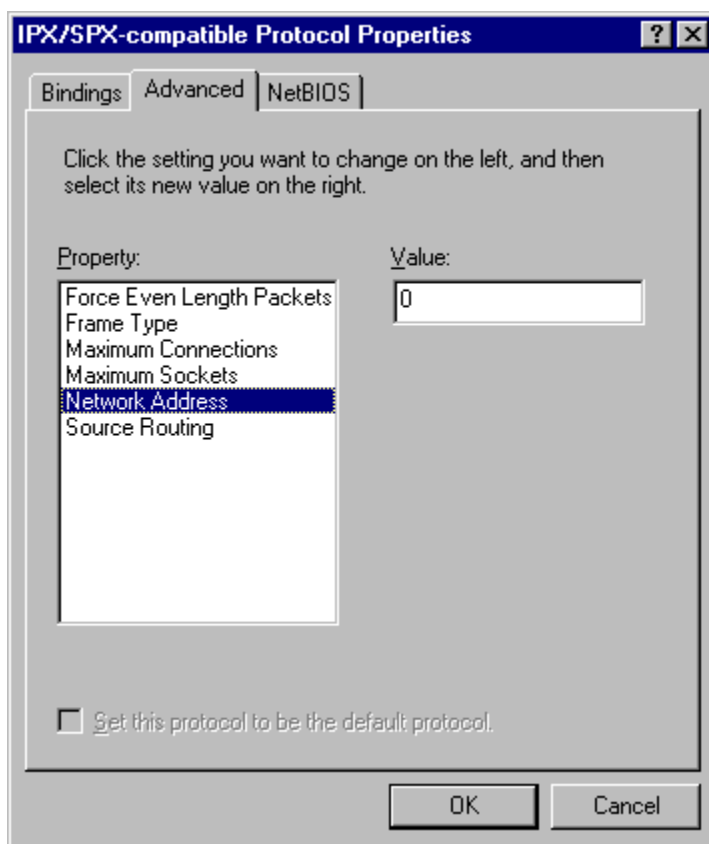 IPX/SPX-compatible Protocol Properties
Bindings Advanced NetBIOS
Click the setting you want to change on the left, and then
select its new value on the right.
Property: Value:
Force Even Length Packets 0
Frame Type
Maximum Connections
Maximum Sockets
Network Address
Source Routing
Set this protocol to be the default protocol.
OK Cancel